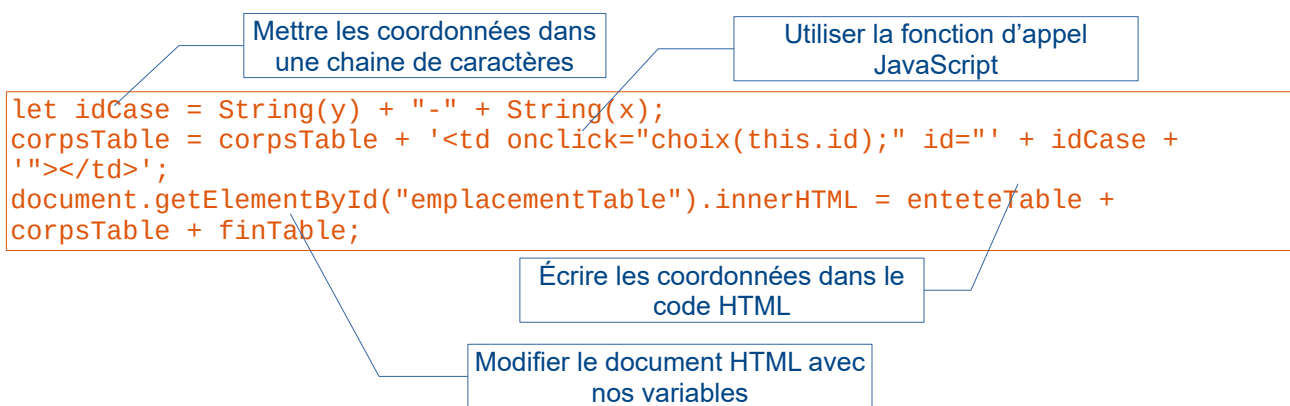 Mettre les coordonnées dans
une chaine de caractères
Utiliser la fonction d’appel
JavaScript
let idCase = String(y) + "-" + String(x);
corpsTable = corpsTable + '<td onclick="choix(this.id);" id="' + idCase +
'"></td>';
document.getElementById("emplacementTable").innerHTML = enteteTable +
corpsTable + finTable;
Écrire les coordonnées dans le
code HTML
Modifier le document HTML avec
nos variables